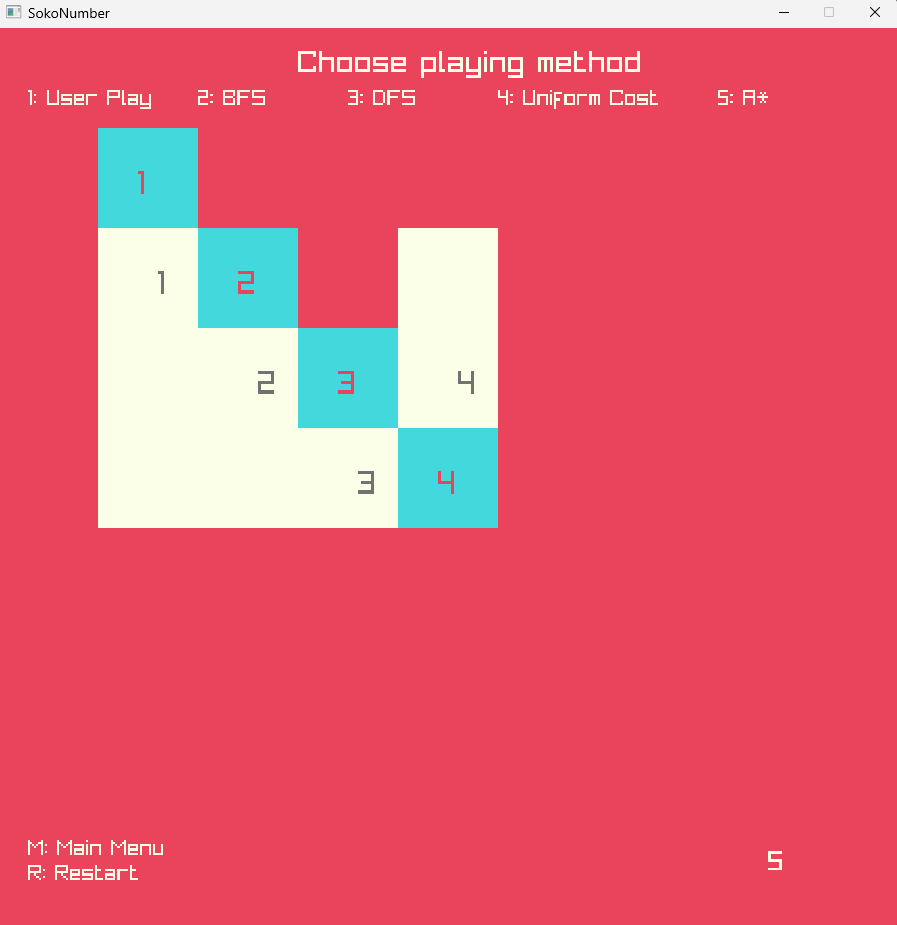 SokoNumber
Choose playing method
1: User Play 2: BFS 3: DFS 4: Uniform Cost 5: A*
1
1 2
2 3 4
3 4
M: Main Menu
R: Restart
5